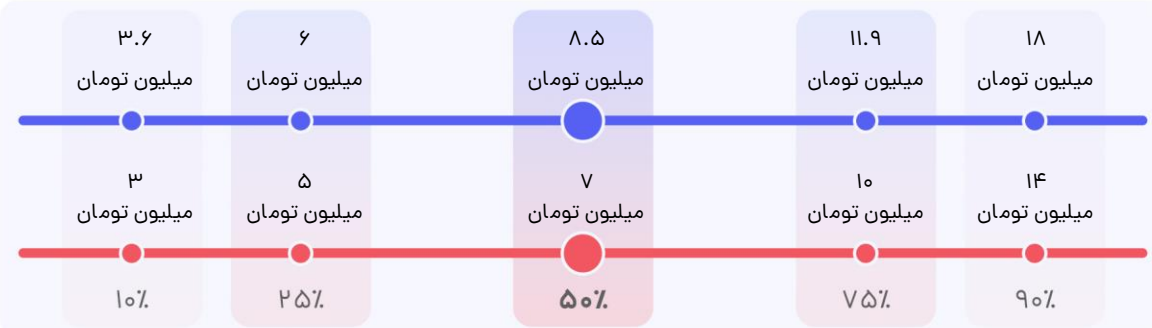 ۳.۶
میلیون تومان
۶
میلیون تومان
۸.۵
میلیون تومان
۱۱.۹
میلیون تومان
۱۸
میلیون تومان
۳
میلیون تومان
۵
میلیون تومان
۷
میلیون تومان
۱۰
میلیون تومان
۱۴
میلیون تومان
۱۰٪
۲۵٪
۵۰٪
۷۵٪
۹۰٪